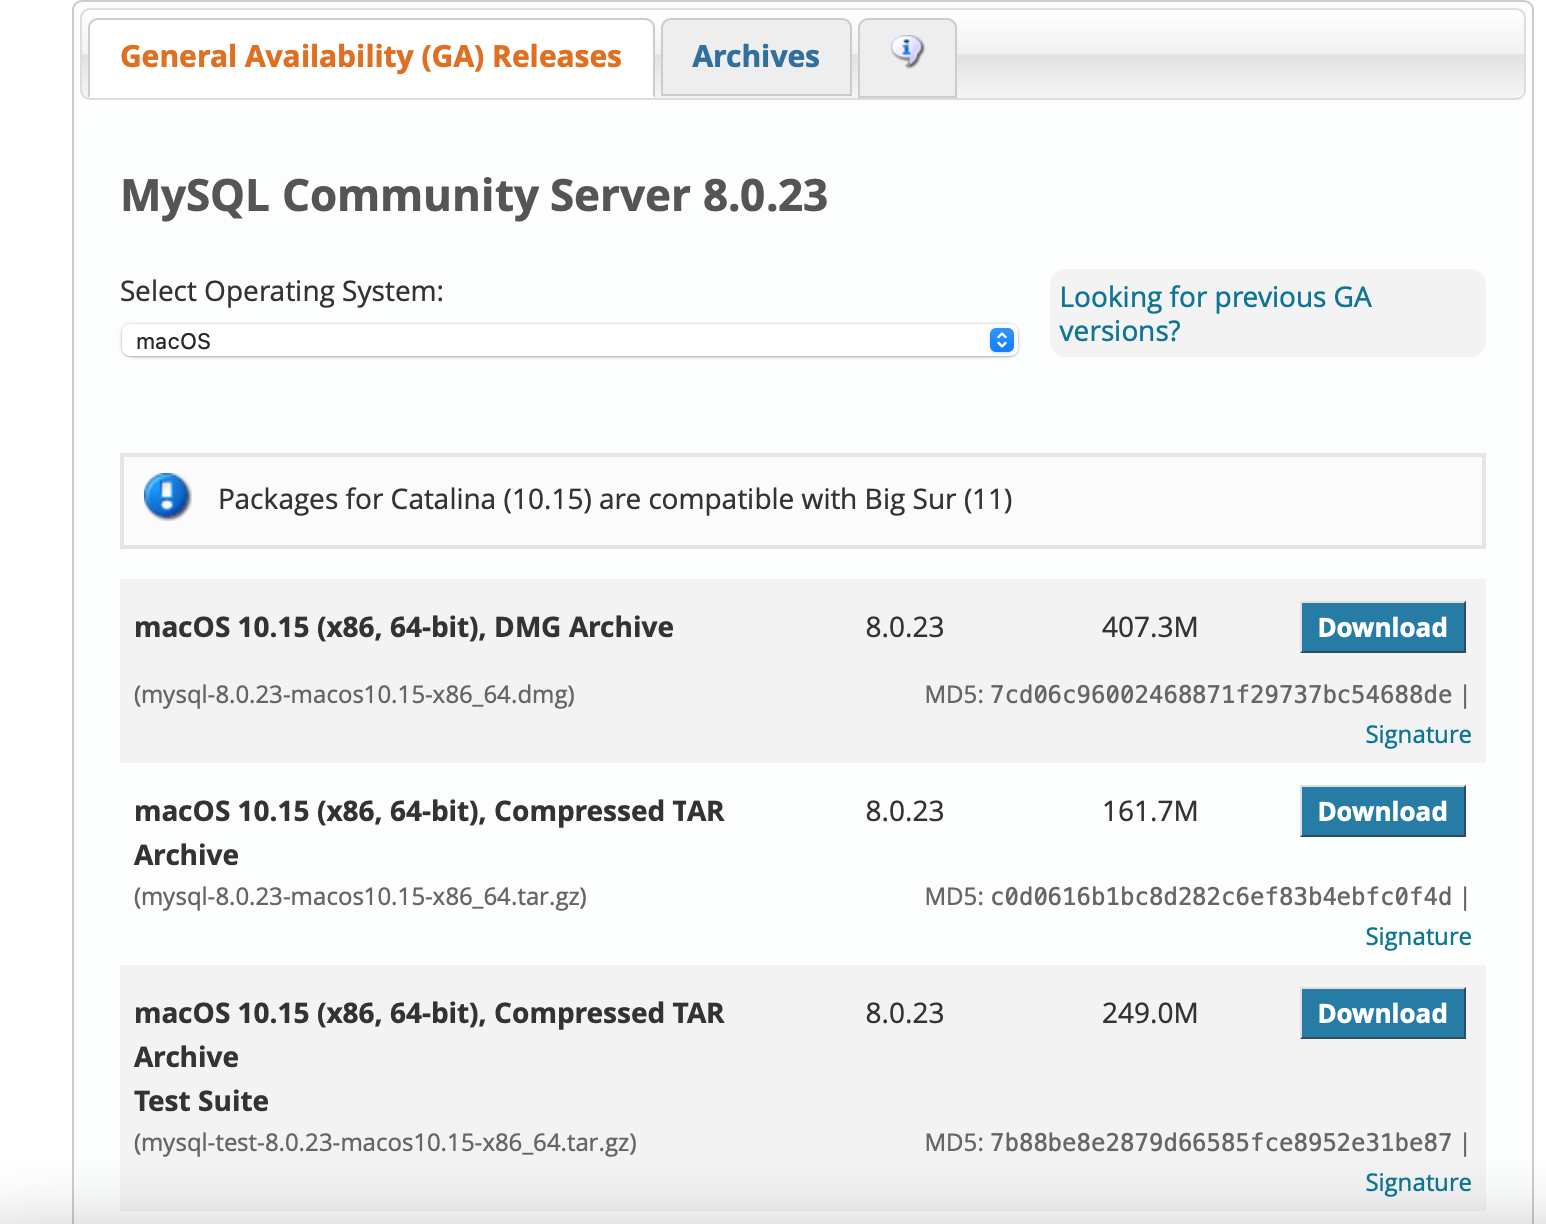 General Availability (GA) Releases
Archives
MySQL Community Server 8.0.23
Select Operating System:
macOS
Looking for previous GA
versions?
Packages for Catalina (10.15) are compatible with Big Sur (11)
macOS 10.15 (x86, 64-bit), DMG Archive 8.0.23 407.3M Download
(mysql-8.0.23-macos10.15-x86_64.dmg) MD5: 7cd06c96002468871f29737bc54688de |
Signature
macOS 10.15 (x86, 64-bit), Compressed TAR 8.0.23 161.7M Download
Archive
(mysql-8.0.23-macos10.15-x86_64.tar.gz) MD5: c0d0616b1bc8d282c6ef83b4ebfc0f4d |
Signature
macOS 10.15 (x86, 64-bit), Compressed TAR 8.0.23 249.0M Download
Archive
Test Suite
(mysql-test-8.0.23-macos10.15-x86_64.tar.gz) MD5: 7b88be8e2879d66585fce8952e31be87 |
Signature